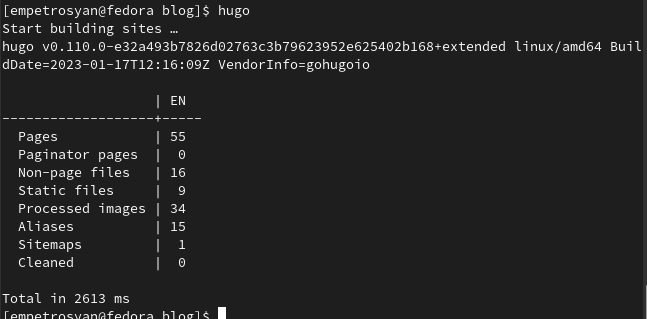 [empetrosyan@fedora blog]$ hugo
Start building sites …
hugo v0.110.0-e32a493b7826d02763c3b79623952e625402b168+extended linux/amd64 Buil
dDate=2023-01-17T12:16:09Z VendorInfo=gohugoio
                   | EN
-------------------+-----
  Pages            | 55
  Paginator pages  |  0
  Non-page files   | 16
  Static files     |  9
  Processed images | 34
  Aliases          | 15
  Sitemaps         |  1
  Cleaned          |  0
Total in 2613 ms
[empetrosyan@fedora blog]$